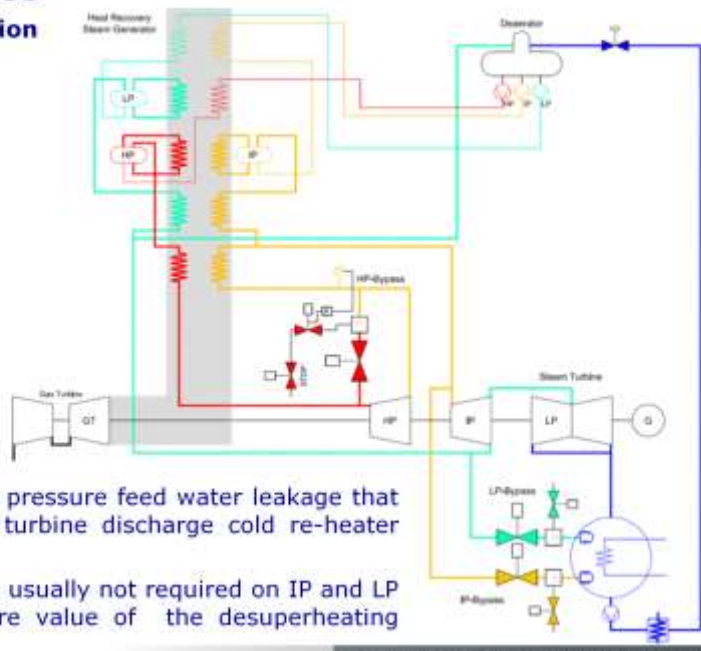 ion
Heat Recovery
Steam Generator
Deaerator
LP
HP
IP
HP
IP
LP
HP-Bypass
STOP
Gas Turbine
GT
HP
IP
Steam Turbine
LP
G
LP-Bypass
IP-Bypass
pressure feed water leakage that
turbine discharge cold re-heater
usually not required on IP and LP
re value of the desuperheating